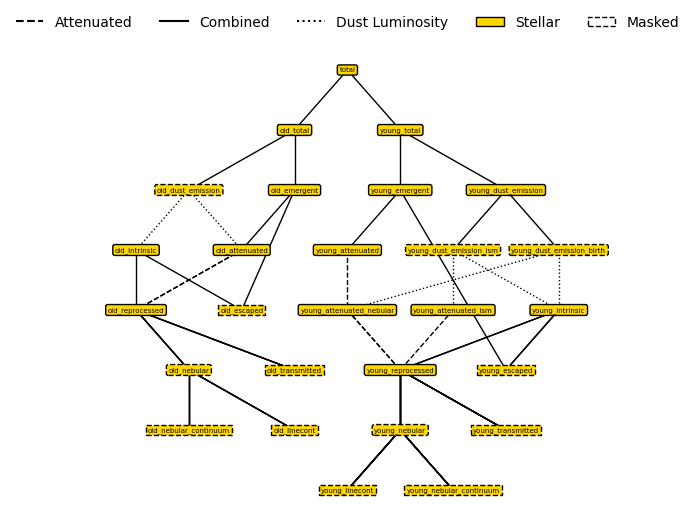 Attenuated Combined Dust Luminosity Stellar Masked
total
old_total young_total
old_dust_emission old_emergent young_emergent young_dust_emission
old_intrinsic old_attenuated young_attenuated young_dust_emission_ism young_dust_emission_birth
old_reprocessed old_escaped young_attenuated_nebular young_attenuated_ism young_intrinsic
old_nebular old_transmitted young_reprocessed young_escaped
old_nebular_continuum old_linecont young_nebular young_transmitted
young_linecont young_nebular_continuum